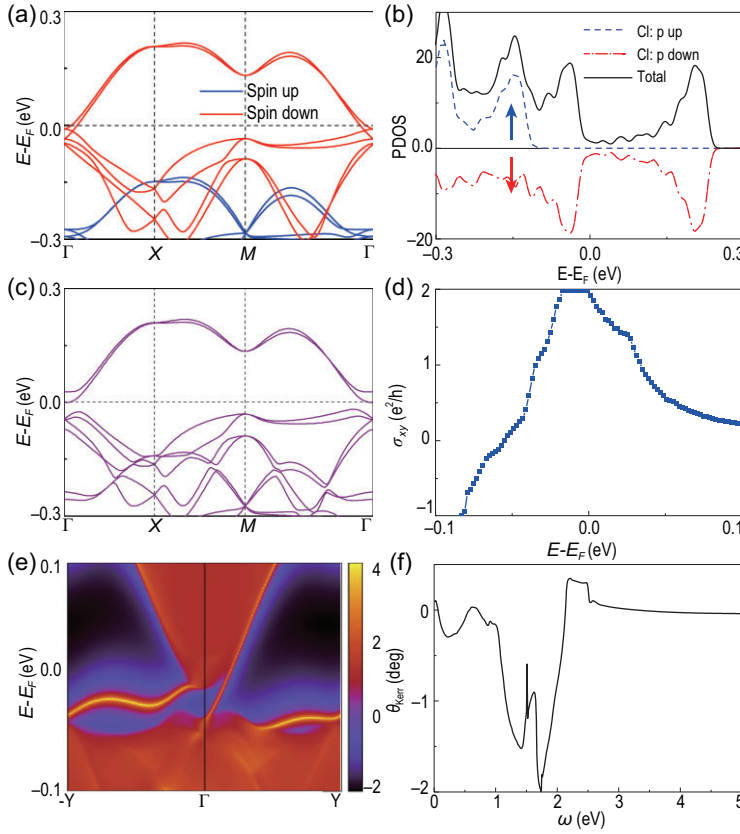 (a)
0.3
0.0
−0.3
E-E_F (eV)
Spin up
Spin down
Γ X M Γ
(b)
20
0.0
−20
PDOS
Cl: p up
Cl: p down
Total
−0.3 0.0 0.3
E-E_F (eV)
(c)
0.3
0.0
−0.3
E-E_F (eV)
Γ X M Γ
(d)
2
1
0
−1
σ_xy (e²/h)
−0.1 0.0 0.1
E-E_F (eV)
(e)
0.1
0.0
−0.1
E-E_F (eV)
-Y Γ Y
4
2
0
−2
(f)
0
−1
−2
θ_Kerr (deg)
0 1 2 3 4 5
ω (eV)